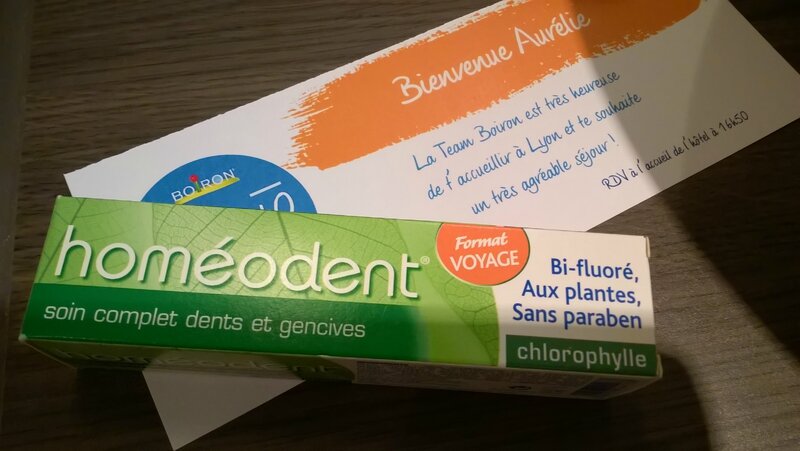 Bienvenue Aurélie
La Team Boiron est très heureuse
de t'accueillir à Lyon et te souhaite
un très agréable séjour !
RDV à l'accueil de l'hôtel à 16h50
BOIRON
homéodent®
soin complet dents et gencives
Format
VOYAGE
Bi-fluoré,
Aux plantes,
Sans paraben
chlorophylle
homéodent